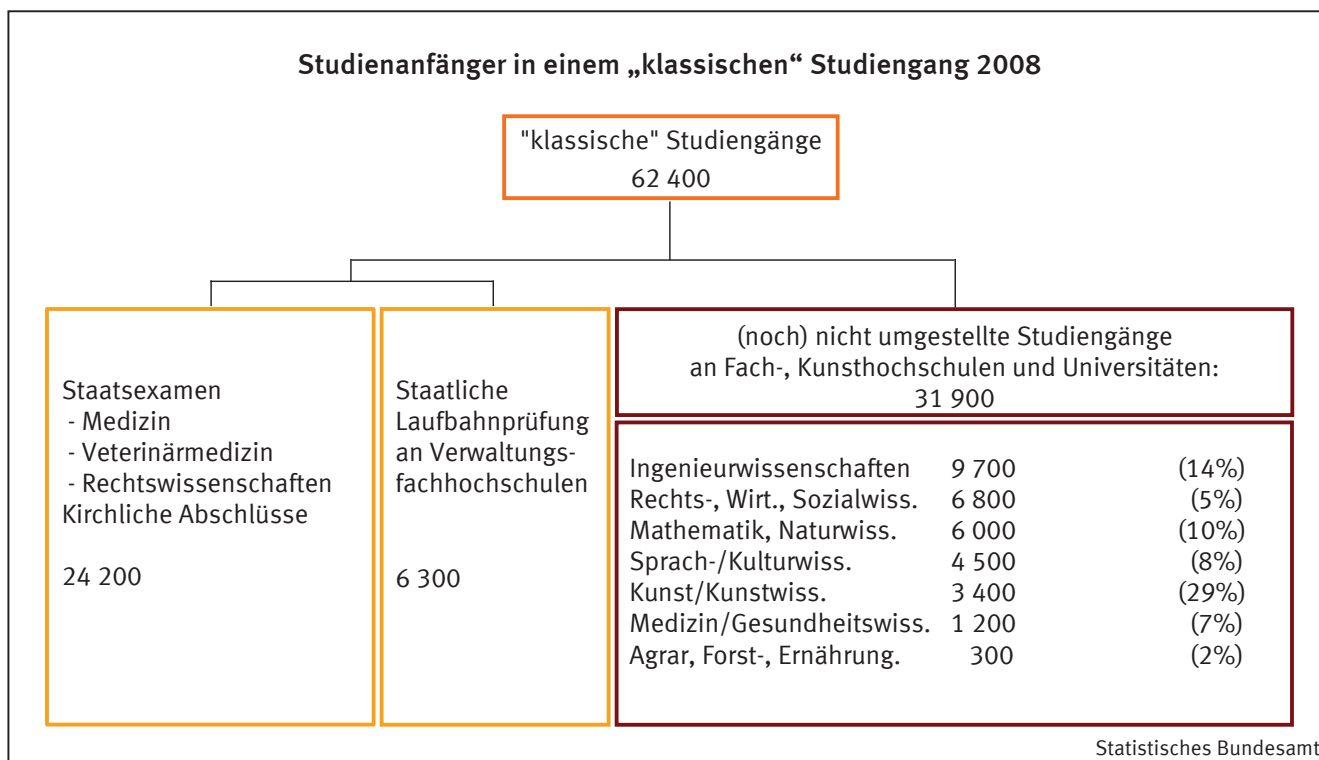 Studienanfänger in einem „klassischen“ Studiengang 2008
"klassische" Studiengänge
62 400
Staatsexamen
- Medizin
- Veterinärmedizin
- Rechtswissenschaften
Kirchliche Abschlüsse
24 200
Staatliche
Laufbahnprüfung
an Verwaltungs-
fachhochschulen
6 300
(noch) nicht umgestellte Studiengänge
an Fach-, Kunsthochschulen und Universitäten:
31 900
Ingenieurwissenschaften 9 700 (14%)
Rechts-, Wirt., Sozialwiss. 6 800 (5%)
Mathematik, Naturwiss. 6 000 (10%)
Sprach-/Kulturwiss. 4 500 (8%)
Kunst/Kunstwiss. 3 400 (29%)
Medizin/Gesundheitswiss. 1 200 (7%)
Agrar, Forst-, Ernährung. 300 (2%)
Statistisches Bundesamt